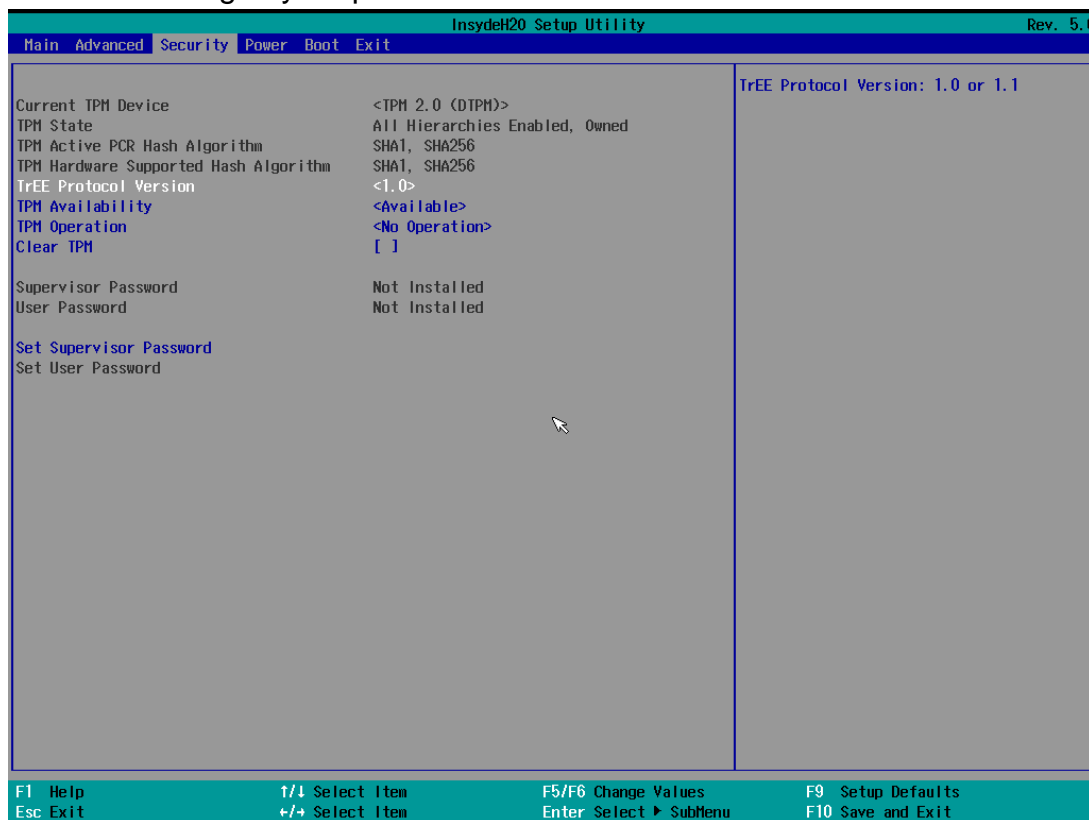 InsydeH20 Setup Utility Rev. 5.
Main Advanced Security Power Boot Exit
TrEE Protocol Version: 1.0 or 1.1
Current TPM Device <TPM 2.0 (DTPM)>
TPM State All Hierarchies Enabled, Owned
TPM Active PCR Hash Algorithm SHA1, SHA256
TPM Hardware Supported Hash Algorithm SHA1, SHA256
TrEE Protocol Version <1.0>
TPM Availability <Available>
TPM Operation <No Operation>
Clear TPM [ ]
Supervisor Password Not Installed
User Password Not Installed
Set Supervisor Password
Set User Password
F1 Help ↑/↓ Select Item F5/F6 Change Values F9 Setup Defaults
Esc Exit ←/→ Select Item Enter Select ▶ SubMenu F10 Save and Exit